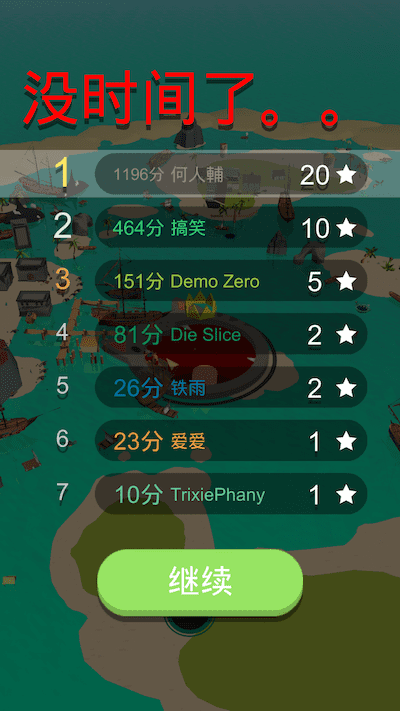 没时间了。。
1 1196分 何人輔 20
2 464分 搞笑 10
3 151分 Demo Zero 5
4 81分 Die Slice 2
5 26分 铁雨 2
6 23分 爱爱 1
7 10分 TrixiePhany 1
继续